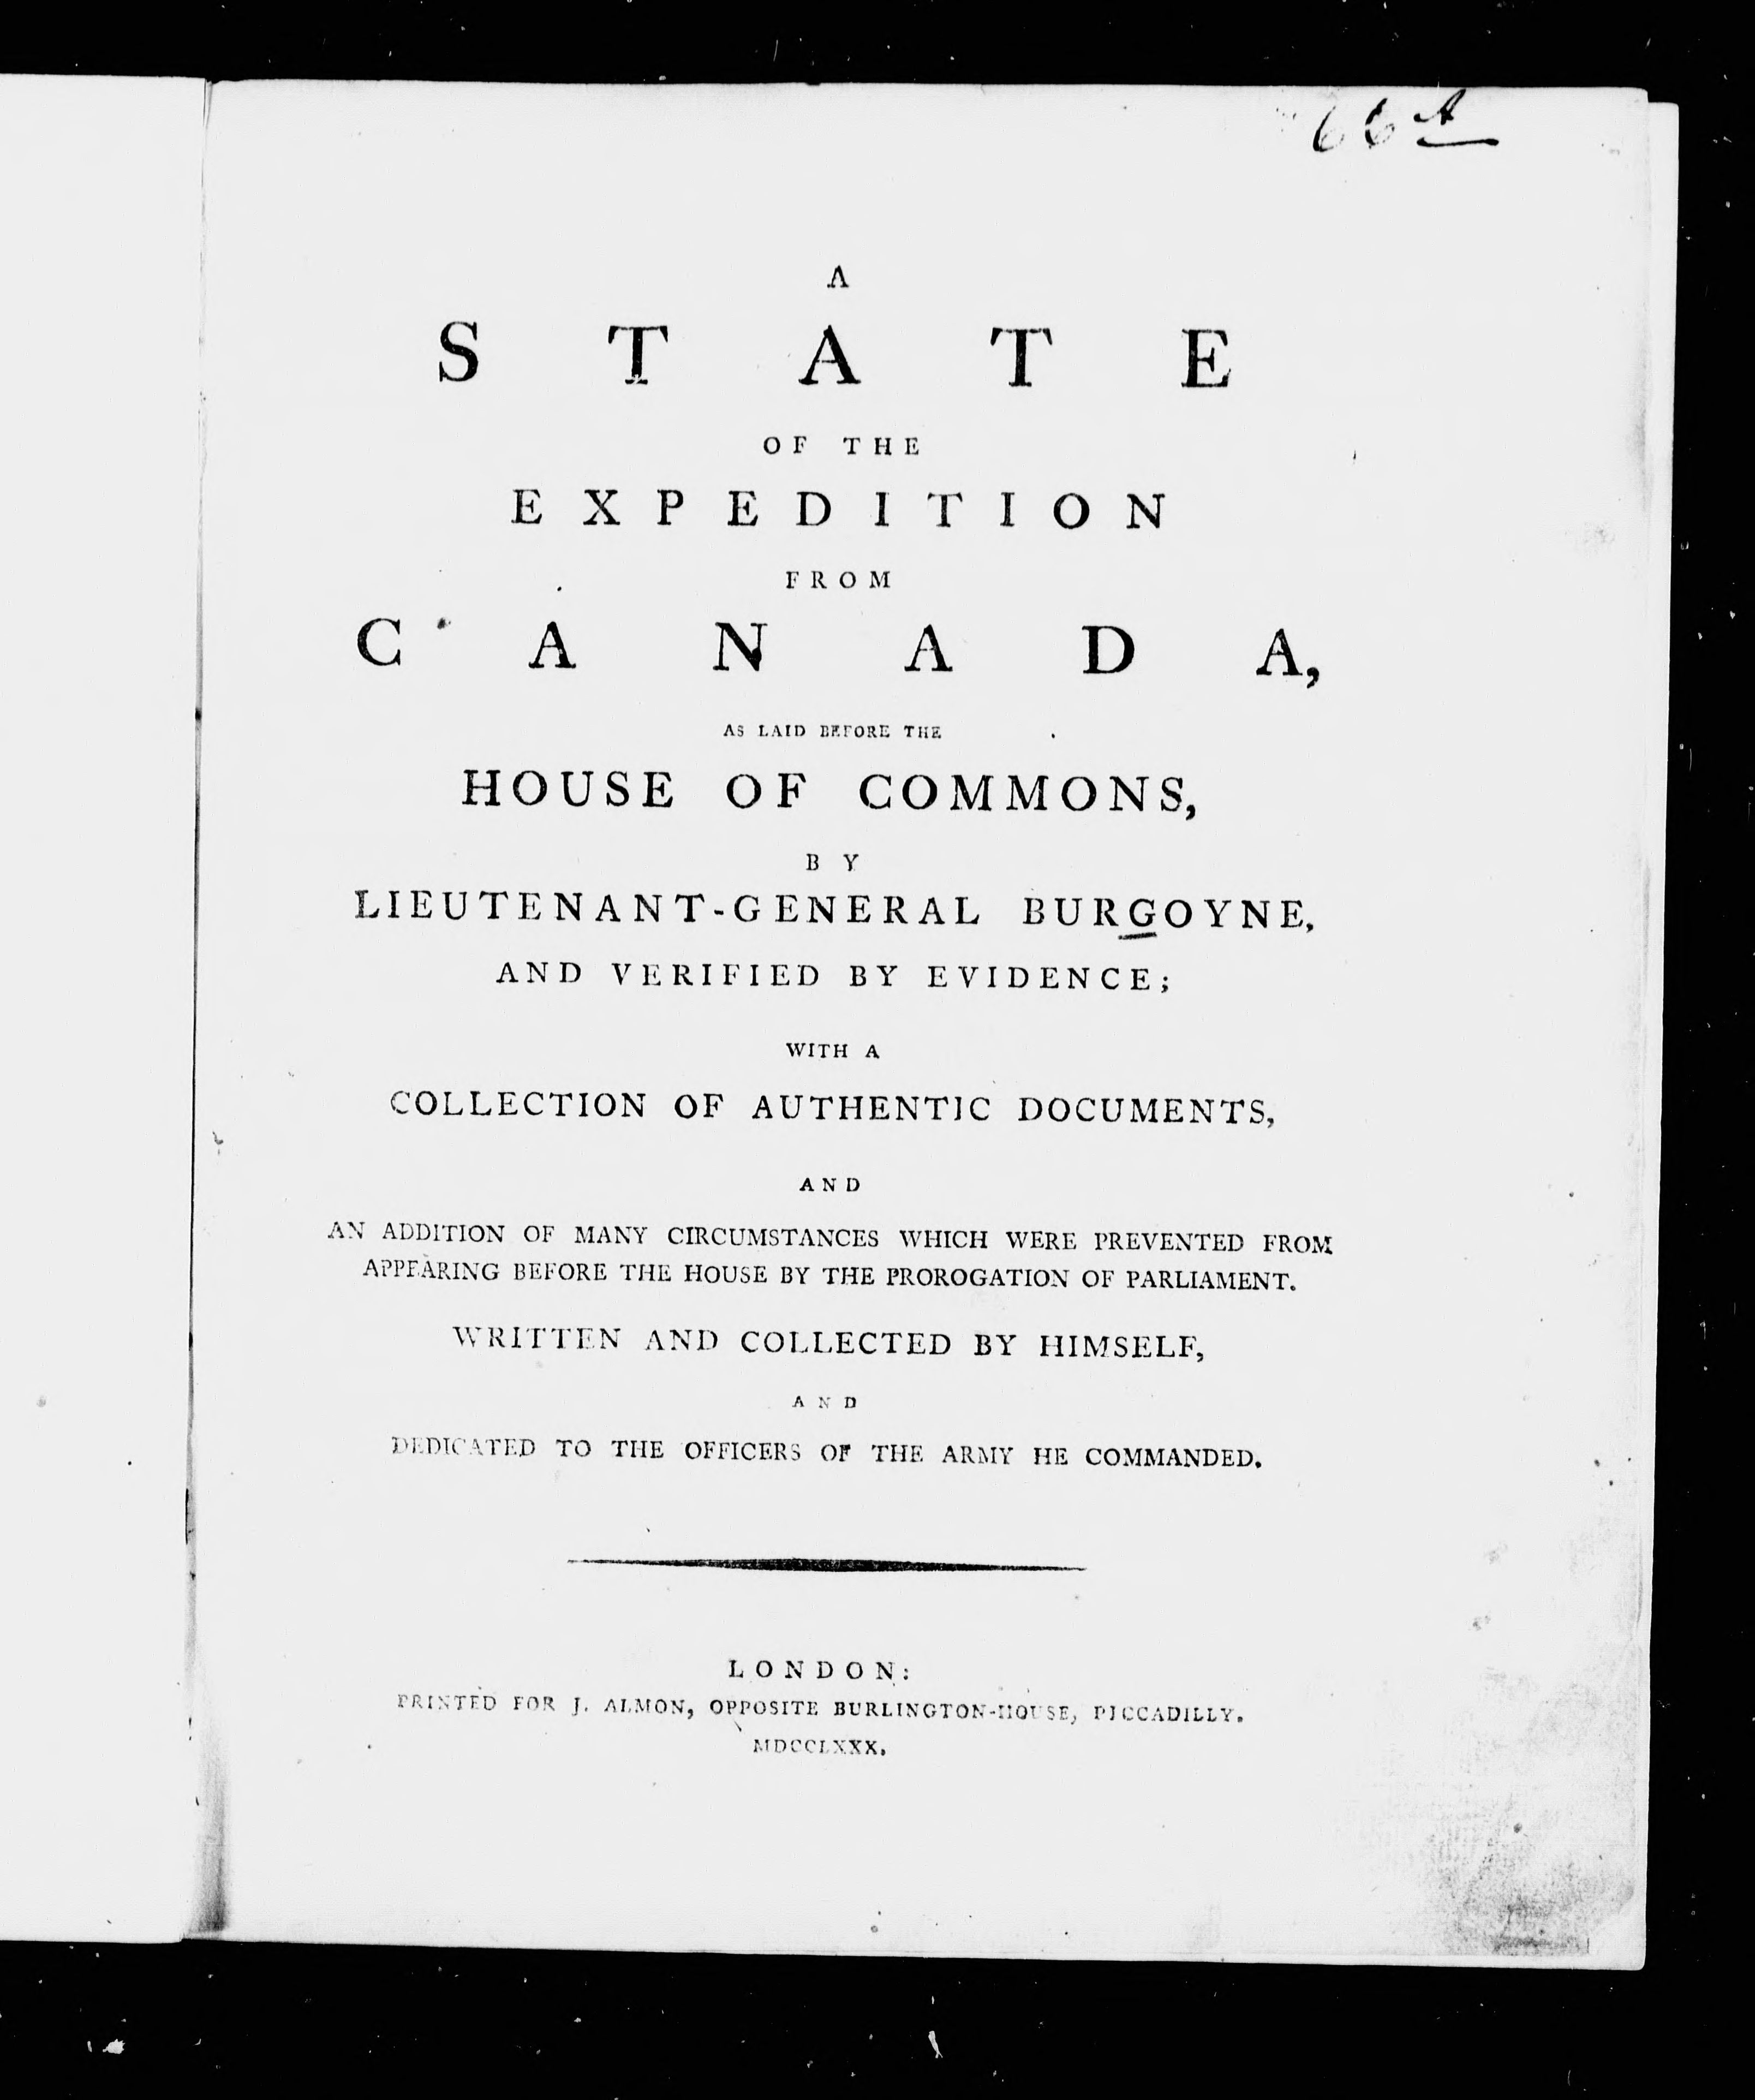 66 A
A
STATE
OF THE
EXPEDITION
FROM
CANADA,
AS LAID BEFORE THE
HOUSE OF COMMONS,
BY
LIEUTENANT-GENERAL BURGOYNE,
AND VERIFIED BY EVIDENCE;
WITH A
COLLECTION OF AUTHENTIC DOCUMENTS,
AND
AN ADDITION OF MANY CIRCUMSTANCES WHICH WERE PREVENTED FROM
APPEARING BEFORE THE HOUSE BY THE PROROGATION OF PARLIAMENT.
WRITTEN AND COLLECTED BY HIMSELF,
AND
DEDICATED TO THE OFFICERS OF THE ARMY HE COMMANDED.
LONDON:
PRINTED FOR J. ALMON, OPPOSITE BURLINGTON-HOUSE, PICCADILLY.
MDCCLXXX.